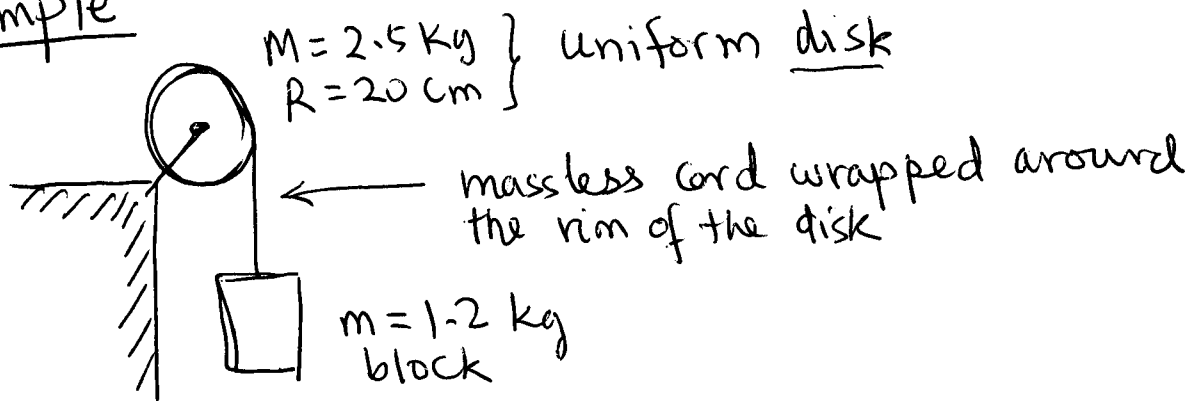 mple
M = 2.5 Kg } uniform disk
R = 20 Cm
massless cord wrapped around
the rim of the disk
m = 1.2 kg
block